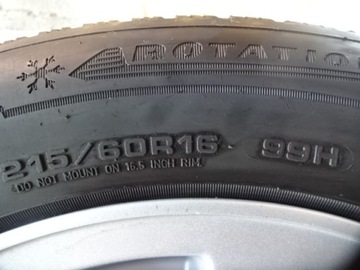 ROTATION
215/60R16 99H
DO NOT MOUNT ON 16.5 INCH RIM.